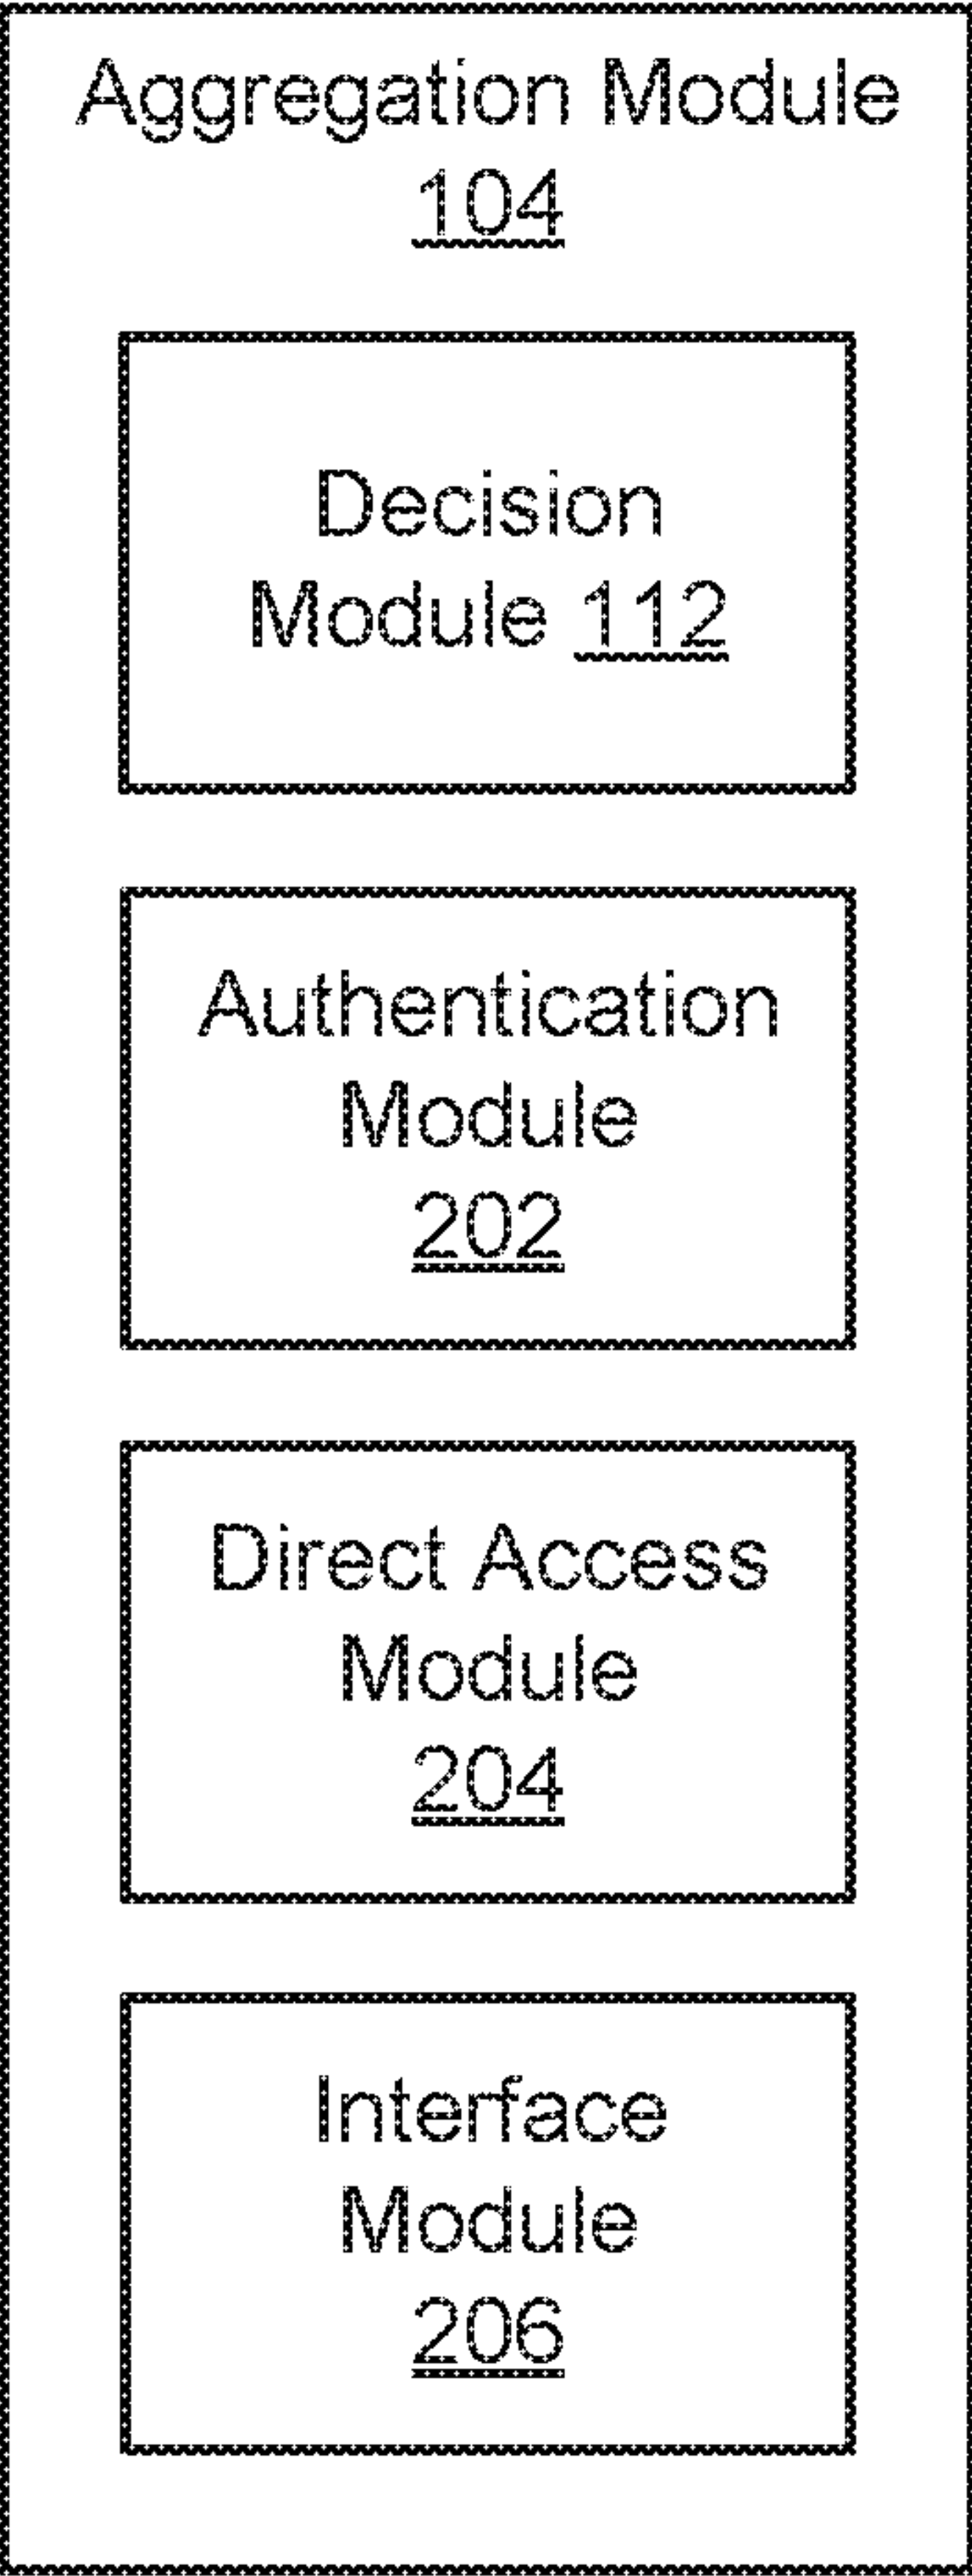 Aggregation Module
104
Decision
Module 112
Authentication
Module
202
Direct Access
Module
204
Interface
Module
206